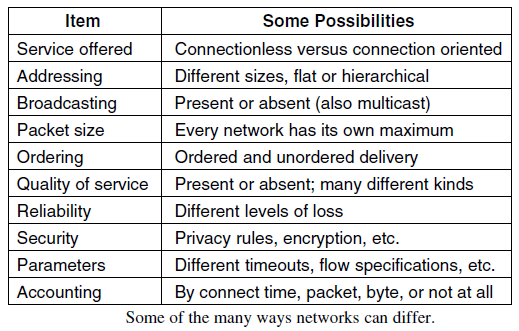 Item Some Possibilities
Service offered Connectionless versus connection oriented
Addressing Different sizes, flat or hierarchical
Broadcasting Present or absent (also multicast)
Packet size Every network has its own maximum
Ordering Ordered and unordered delivery
Quality of service Present or absent; many different kinds
Reliability Different levels of loss
Security Privacy rules, encryption, etc.
Parameters Different timeouts, flow specifications, etc.
Accounting By connect time, packet, byte, or not at all
Some of the many ways networks can differ.